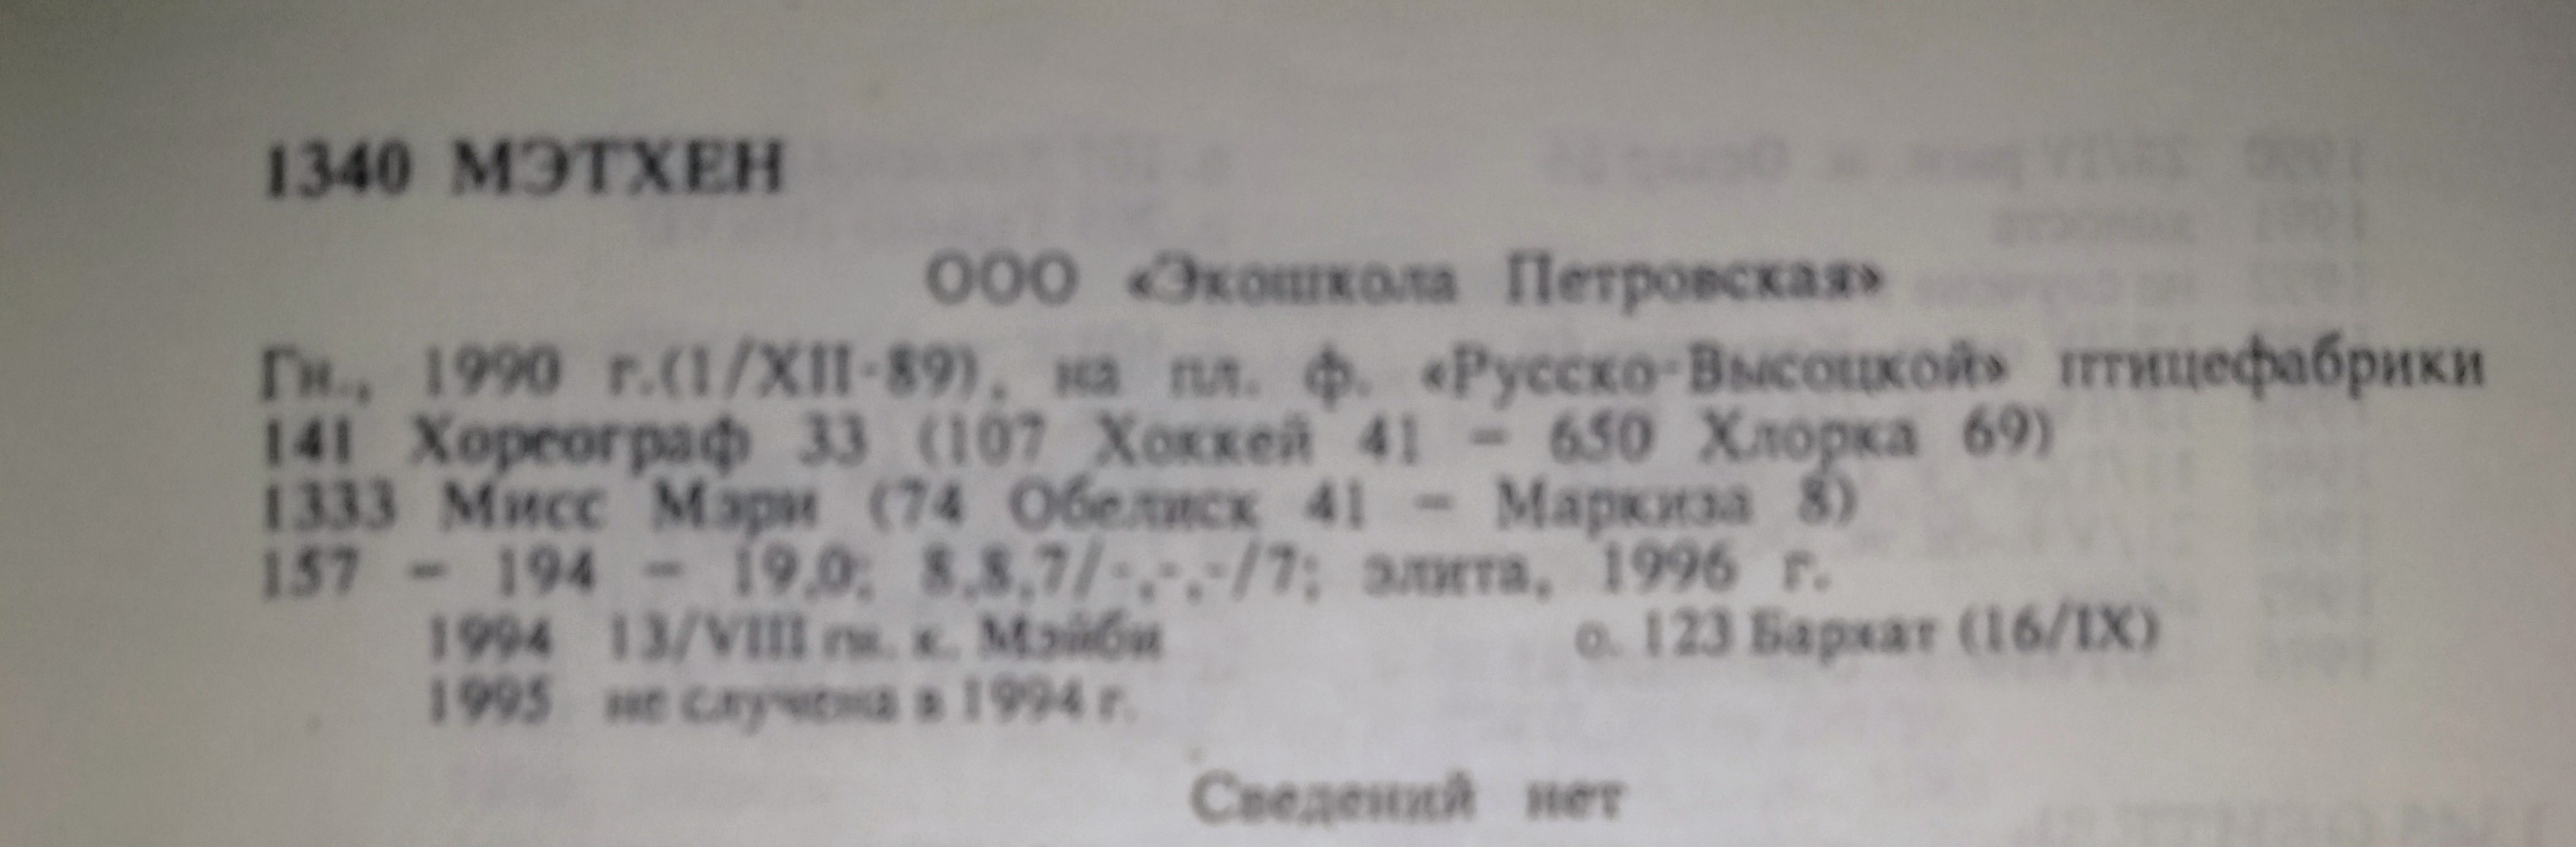 1340 МЭТХЕН
ООО «Экошкола Петровская»
Гн., 1990 г.(1/XII-89), на пл. ф. «Русско-Высоцкой» птицефабрики
141 Хореограф 33 (107 Хоккей 41 – 650 Хлорка 69)
1333 Мисс Мэри (74 Обелиск 41 – Маркиза 8)
157 – 194 – 19,0; 8,8,7/-,-,-/7; элита, 1996 г.
1994 13/VIII гн. к. Мэйби о. 123 Бархат (16/IX)
1995 не случена в 1994 г.
Сведений нет